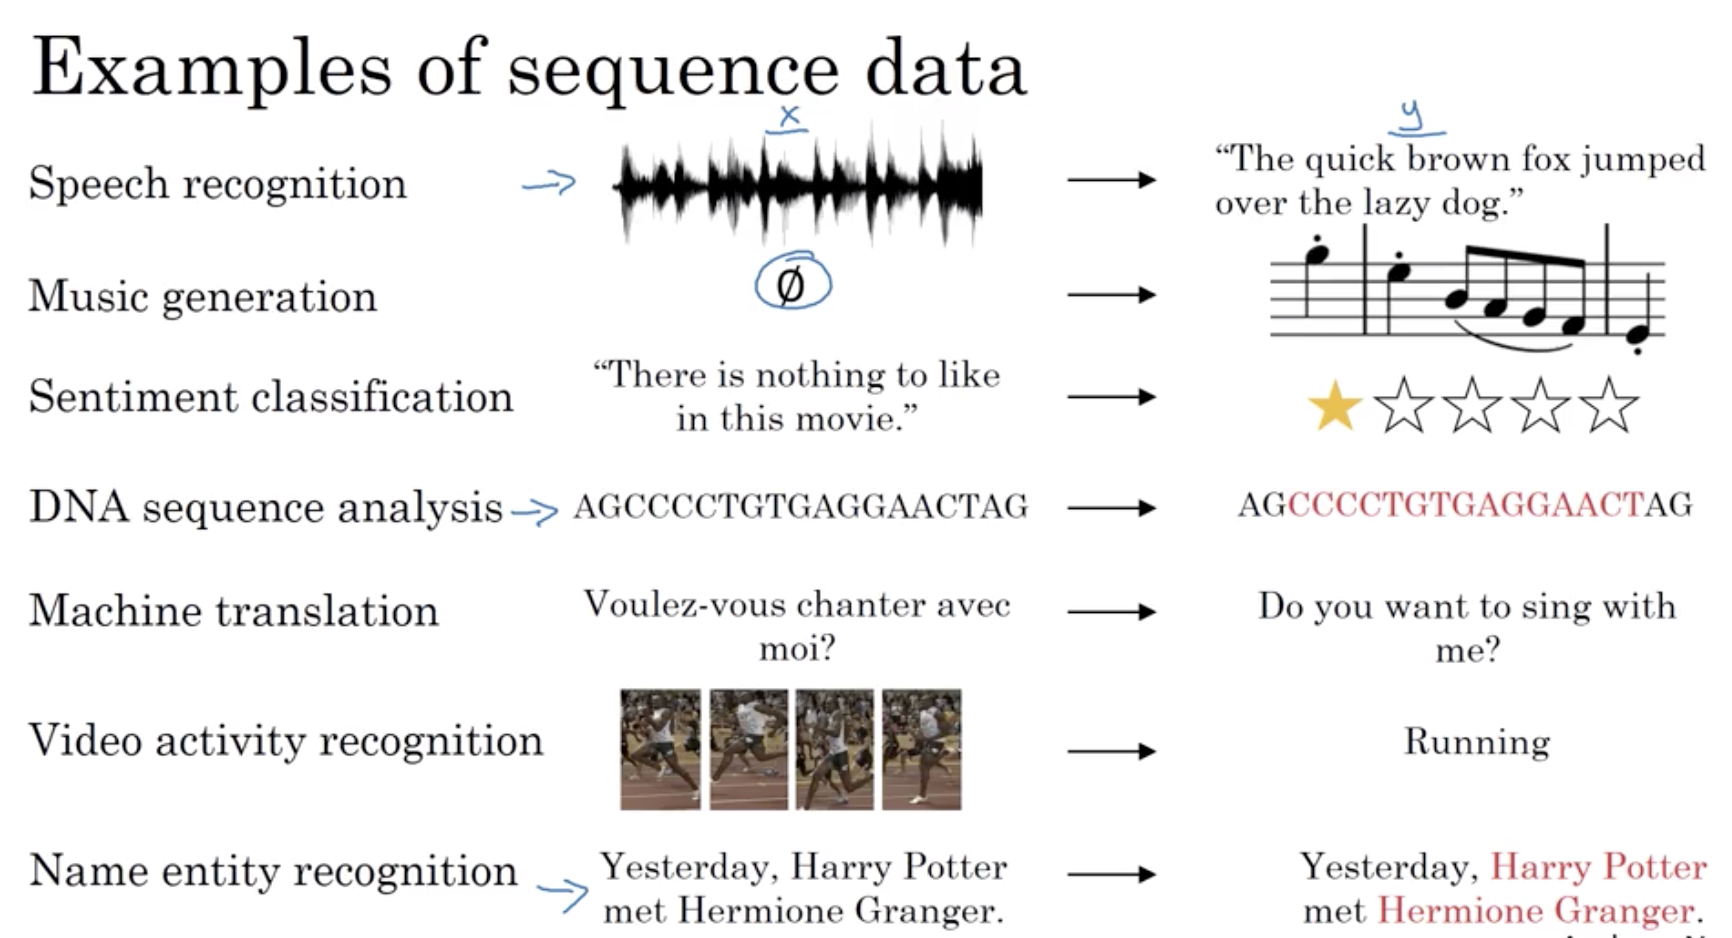 Examples of sequence data
x
y
Speech recognition
“The quick brown fox jumped
over the lazy dog.”
Music generation
∅
Sentiment classification
“There is nothing to like
in this movie.”
DNA sequence analysis
AGCCCCTGTGAGGAACTAG
AGCCCCTGTGAGGAACTAG
Machine translation
Voulez-vous chanter avec
moi?
Do you want to sing with
me?
Video activity recognition
Running
Name entity recognition
Yesterday, Harry Potter
met Hermione Granger.
Yesterday, Harry Potter
met Hermione Granger.